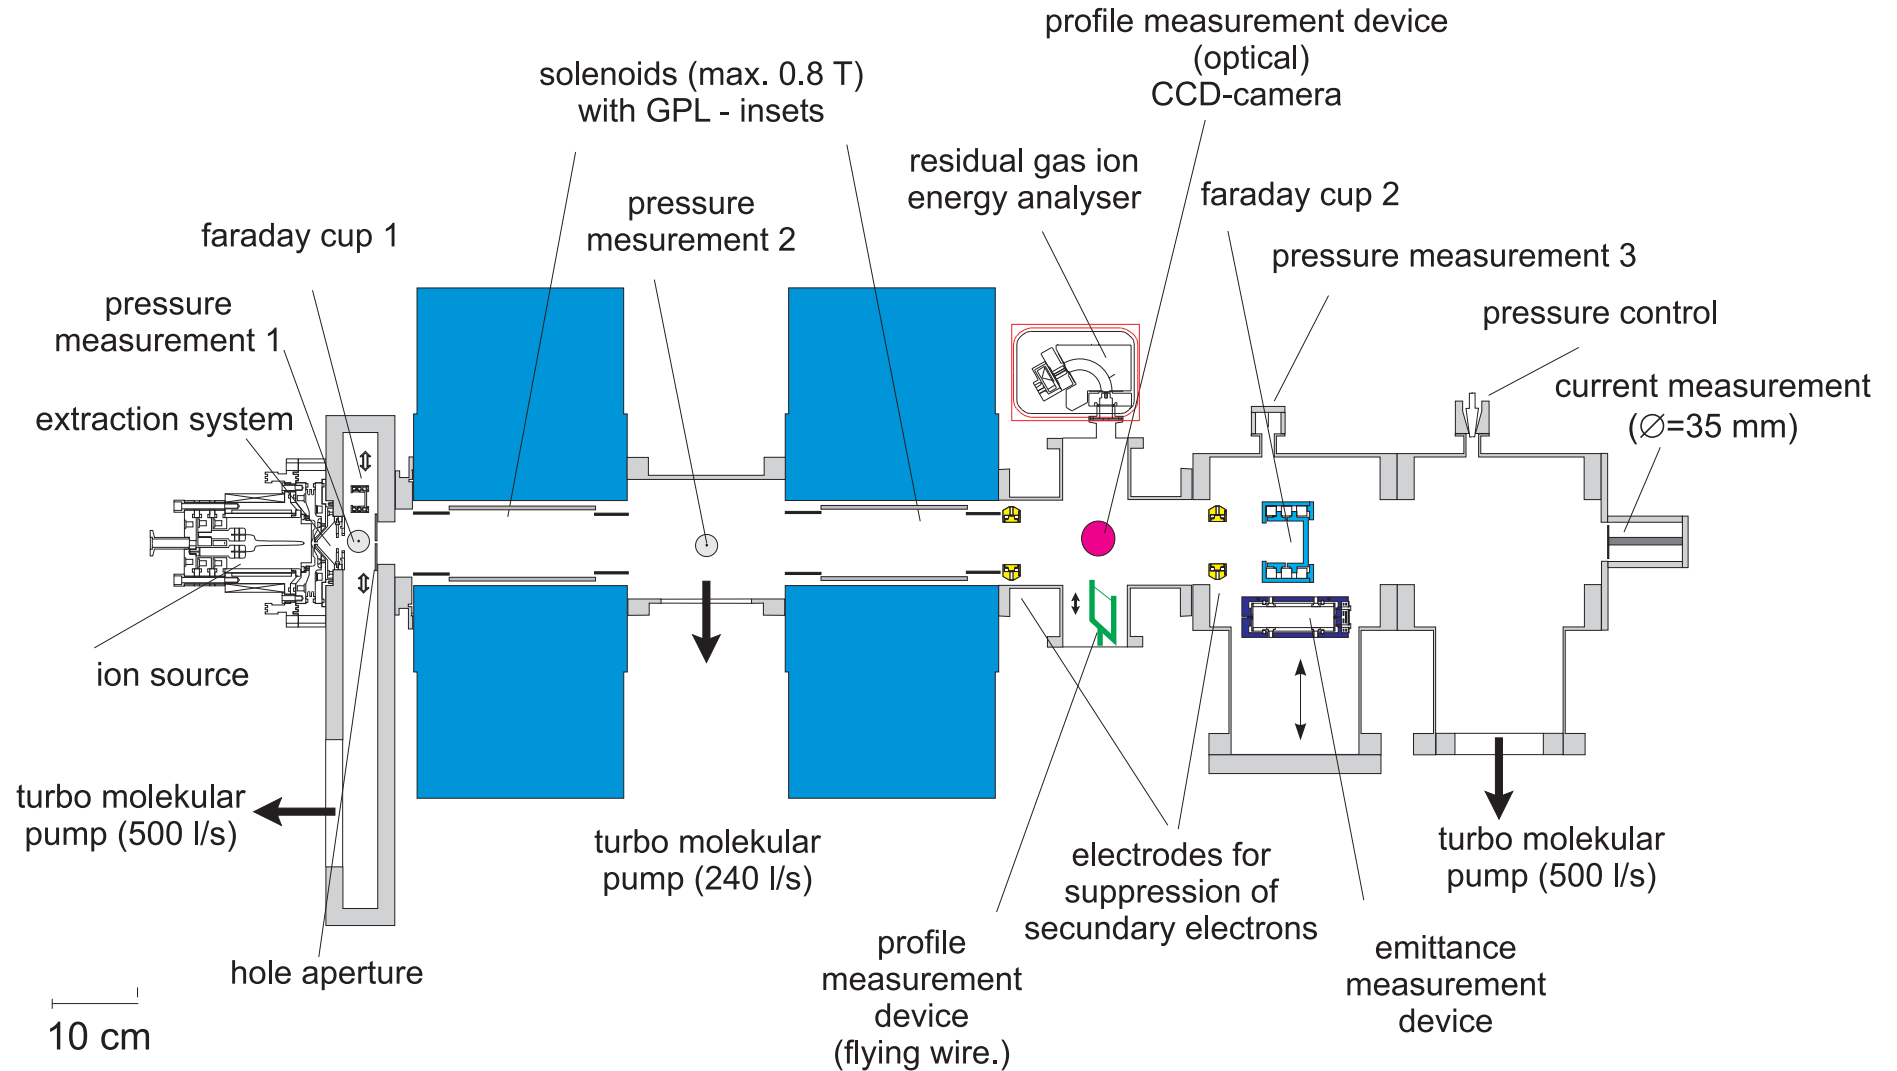 profile measurement device
(optical)
CCD-camera
solenoids (max. 0.8 T)
with GPL - insets
residual gas ion
energy analyser
faraday cup 2
pressure
mesurement 2
faraday cup 1
pressure measurement 3
pressure
measurement 1
pressure control
current measurement
(∅=35 mm)
extraction system
ion source
turbo molekular
pump (500 l/s)
turbo molekular
pump (240 l/s)
electrodes for
suppression of
secundary electrons
turbo molekular
pump (500 l/s)
hole aperture
profile
measurement
device
(flying wire.)
emittance
measurement
device
10 cm